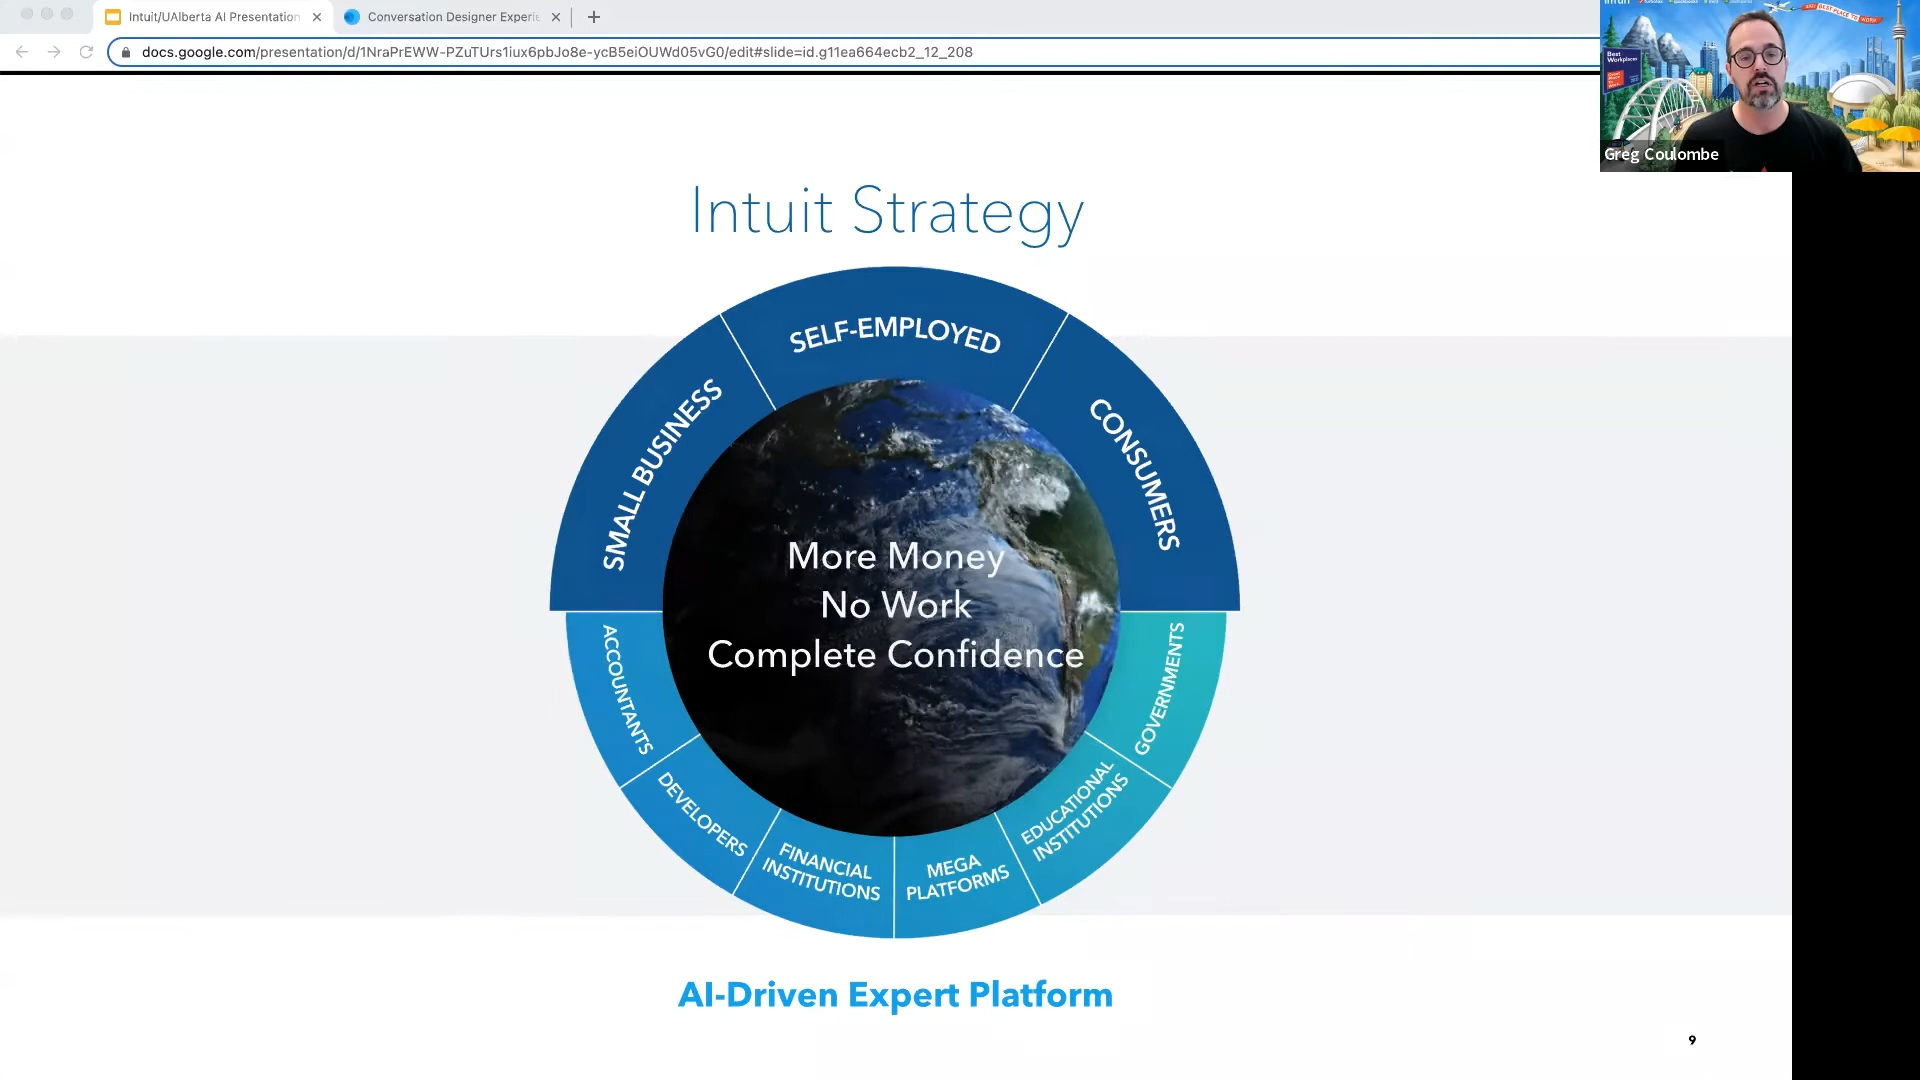 Intuit/UAlberta AI Presentation
Conversation Designer Experie
docs.google.com/presentation/d/1NraPrEWW-PZuTUrs1iux6pbJo8e-ycB5eiOUWd05vG0/edit#slide=id.g11ea664ecb2_12_208
Best
Workplaces
Greg Coulombe
Intuit Strategy
SELF-EMPLOYED
SMALL BUSINESS
CONSUMERS
More Money
No Work
Complete Confidence
ACCOUNTANTS
GOVERNMENTS
DEVELOPERS
EDUCATIONAL
INSTITUTIONS
FINANCIAL
INSTITUTIONS
MEGA
PLATFORMS
AI-Driven Expert Platform
9